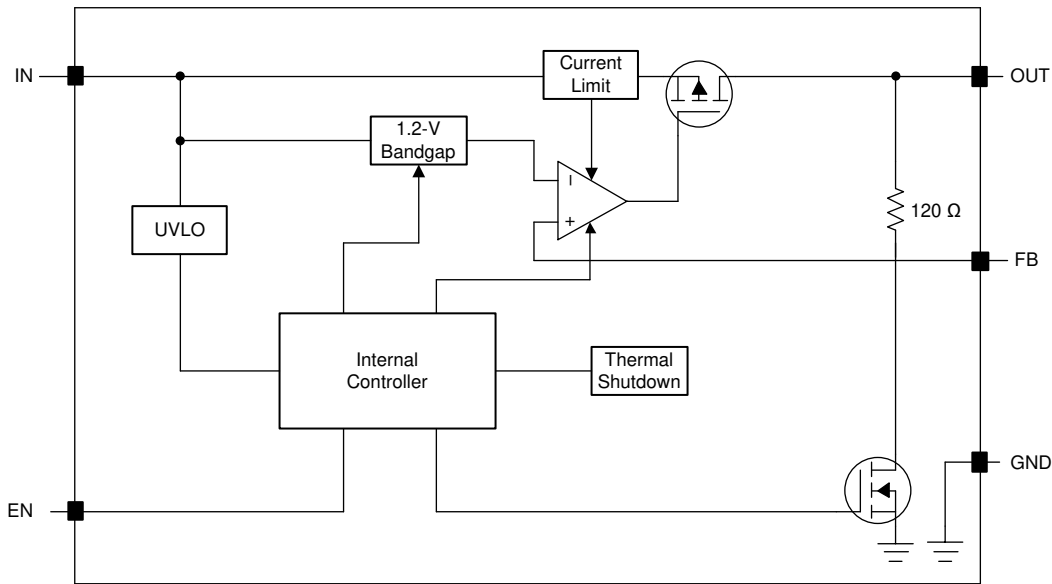 IN
Current
Limit
OUT
1.2-V
Bandgap
−
+
UVLO
120 Ω
FB
Internal
Controller
Thermal
Shutdown
GND
EN